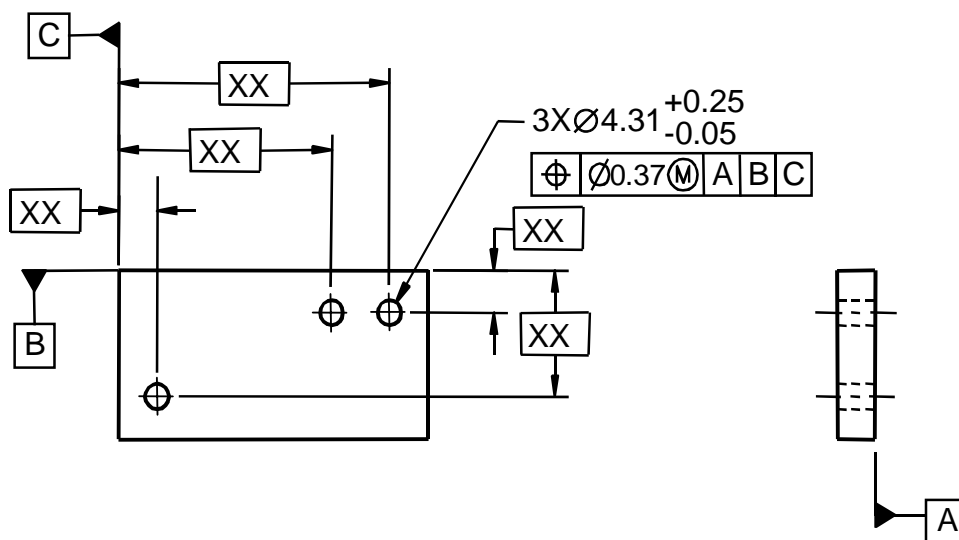 C
XX
3X⌀4.31 +0.25
-0.05
XX
⌖ ⌀0.37Ⓜ A B C
XX
XX
B
XX
A